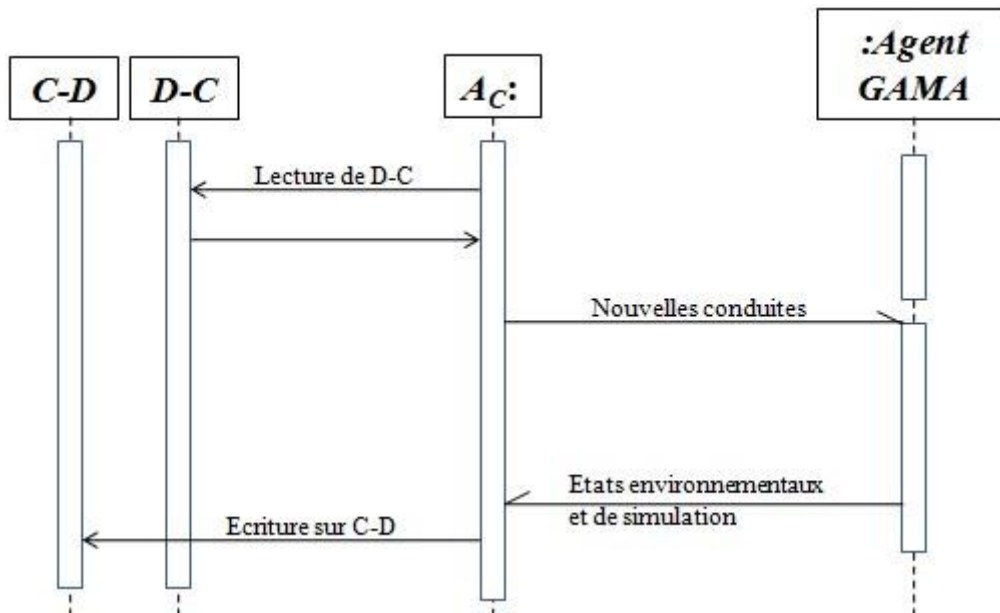 :Agent
GAMA
C-D
D-C
A_C:
Lecture de D-C
Nouvelles conduites
Etats environnementaux
et de simulation
Ecriture sur C-D